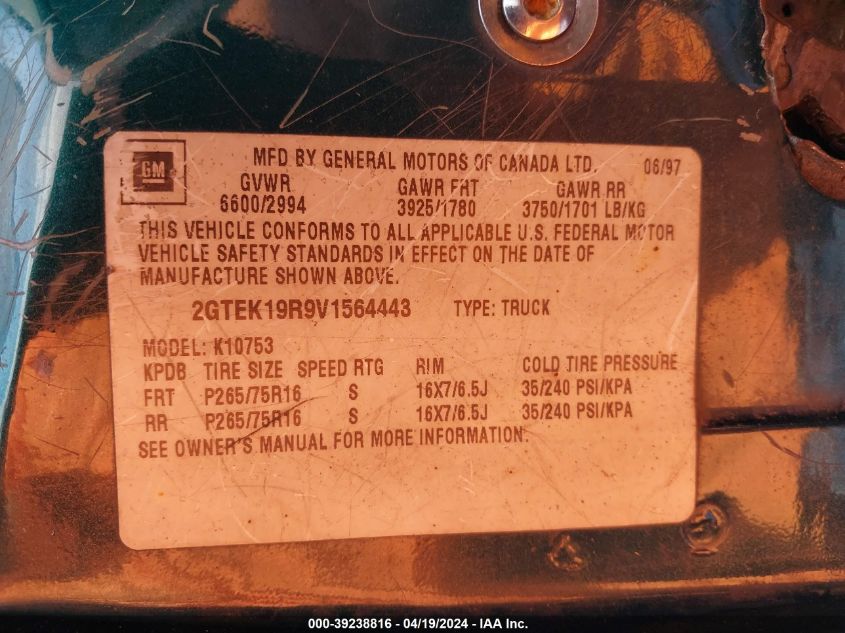 GM
MFD BY GENERAL MOTORS OF CANADA LTD. 06/97
GVWR GAWR FRT GAWR RR
6600/2994 3925/1780 3750/1701 LB/KG
THIS VEHICLE CONFORMS TO ALL APPLICABLE U.S. FEDERAL MOTOR
VEHICLE SAFETY STANDARDS IN EFFECT ON THE DATE OF
MANUFACTURE SHOWN ABOVE.
2GTEK19R9V1564443 TYPE: TRUCK
MODEL: K10753
KPDB TIRE SIZE SPEED RTG RIM COLD TIRE PRESSURE
FRT P265/75R16 S 16X7/6.5J 35/240 PSI/KPA
RR P265/75R16 S 16X7/6.5J 35/240 PSI/KPA
SEE OWNER'S MANUAL FOR MORE INFORMATION.
000-39238816 - 04/19/2024 - IAA Inc.